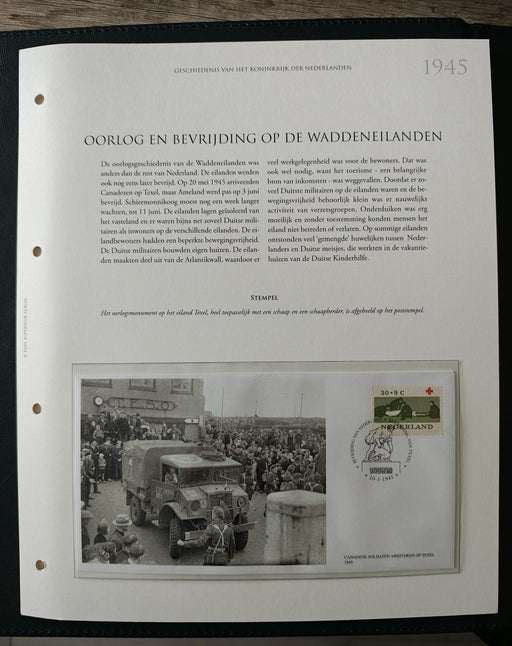 GESCHIEDENIS VAN HET KONINKRIJK DER NEDERLANDEN
1945
OORLOG EN BEVRIJDING OP DE WADDENEILANDEN
De oorlogsgeschiedenis van de Waddeneilanden was
anders dan de rest van Nederland. De eilanden werden
ook nog eens later bevrijd. Op 20 mei 1945 arriveerden
Canadezen op Texel, maar Ameland werd pas op 3 juni
bevrijd. Schiermonnikoog moest nog een week langer
wachten, tot 11 juni. De eilanden lagen geïsoleerd van
het vasteland en er waren bijna net zoveel Duitse mili-
tairen als inwoners op de verschillende eilanden. De ei-
landbewoners hadden een beperkte bewegingsvrijheid.
De Duitse militairen bouwden eigen huizen. De eilan-
den maakten deel uit van de Atlantikwall, waardoor er
veel werkgelegenheid was voor de bewoners. Dat was
ook wel nodig, want het toerisme - een belangrijke
bron van inkomsten - was weggevallen. Doordat er zo-
veel Duitse militairen op de eilanden waren en de be-
wegingsvrijheid behoorlijk klein was er nauwelijks
activiteit van verzetsgroepen. Onderduiken was erg
moeilijk en zonder toestemming konden mensen het
eiland niet betreden of verlaten. Op sommige eilanden
ontstonden veel 'gemengde' huwelijken tussen Neder-
landers en Duitse meisjes, die werkten in de vakantie-
huizen van de Duitse Kinderhilfe.
STEMPEL
Het oorlogsmonument op het eiland Texel, heel toepasselijk met een schaap en een schaapherder, is afgebeeld op het poststempel.
T.E.S.O.
30+9 C
NEDERLAND
20-5-1945
CANADESE SOLDATEN ARRIVEREN OP TEXEL
1945